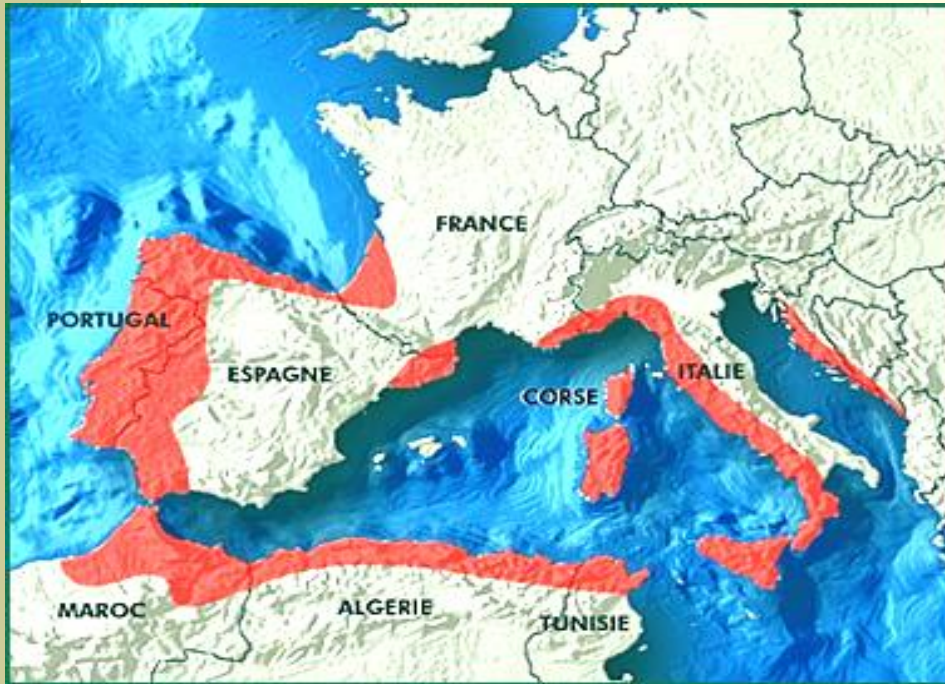 FRANCE
PORTUGAL
ESPAGNE
ITALIE
CORSE
MAROC
ALGERIE
TUNISIE